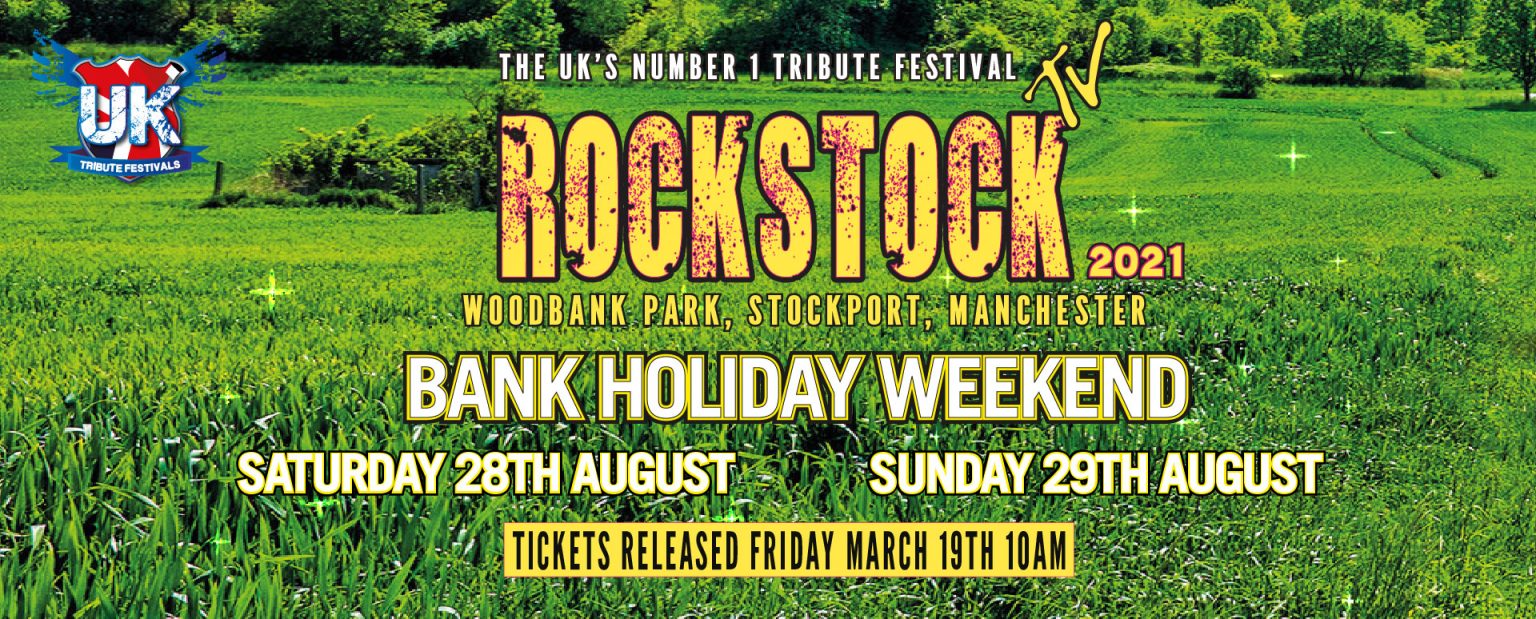 UK
TRIBUTE FESTIVALS
THE UK'S NUMBER 1 TRIBUTE FESTIVAL
TV
ROCKSTOCK
2021
WOODBANK PARK, STOCKPORT, MANCHESTER
BANK HOLIDAY WEEKEND
SATURDAY 28TH AUGUST
SUNDAY 29TH AUGUST
TICKETS RELEASED FRIDAY MARCH 19TH 10AM